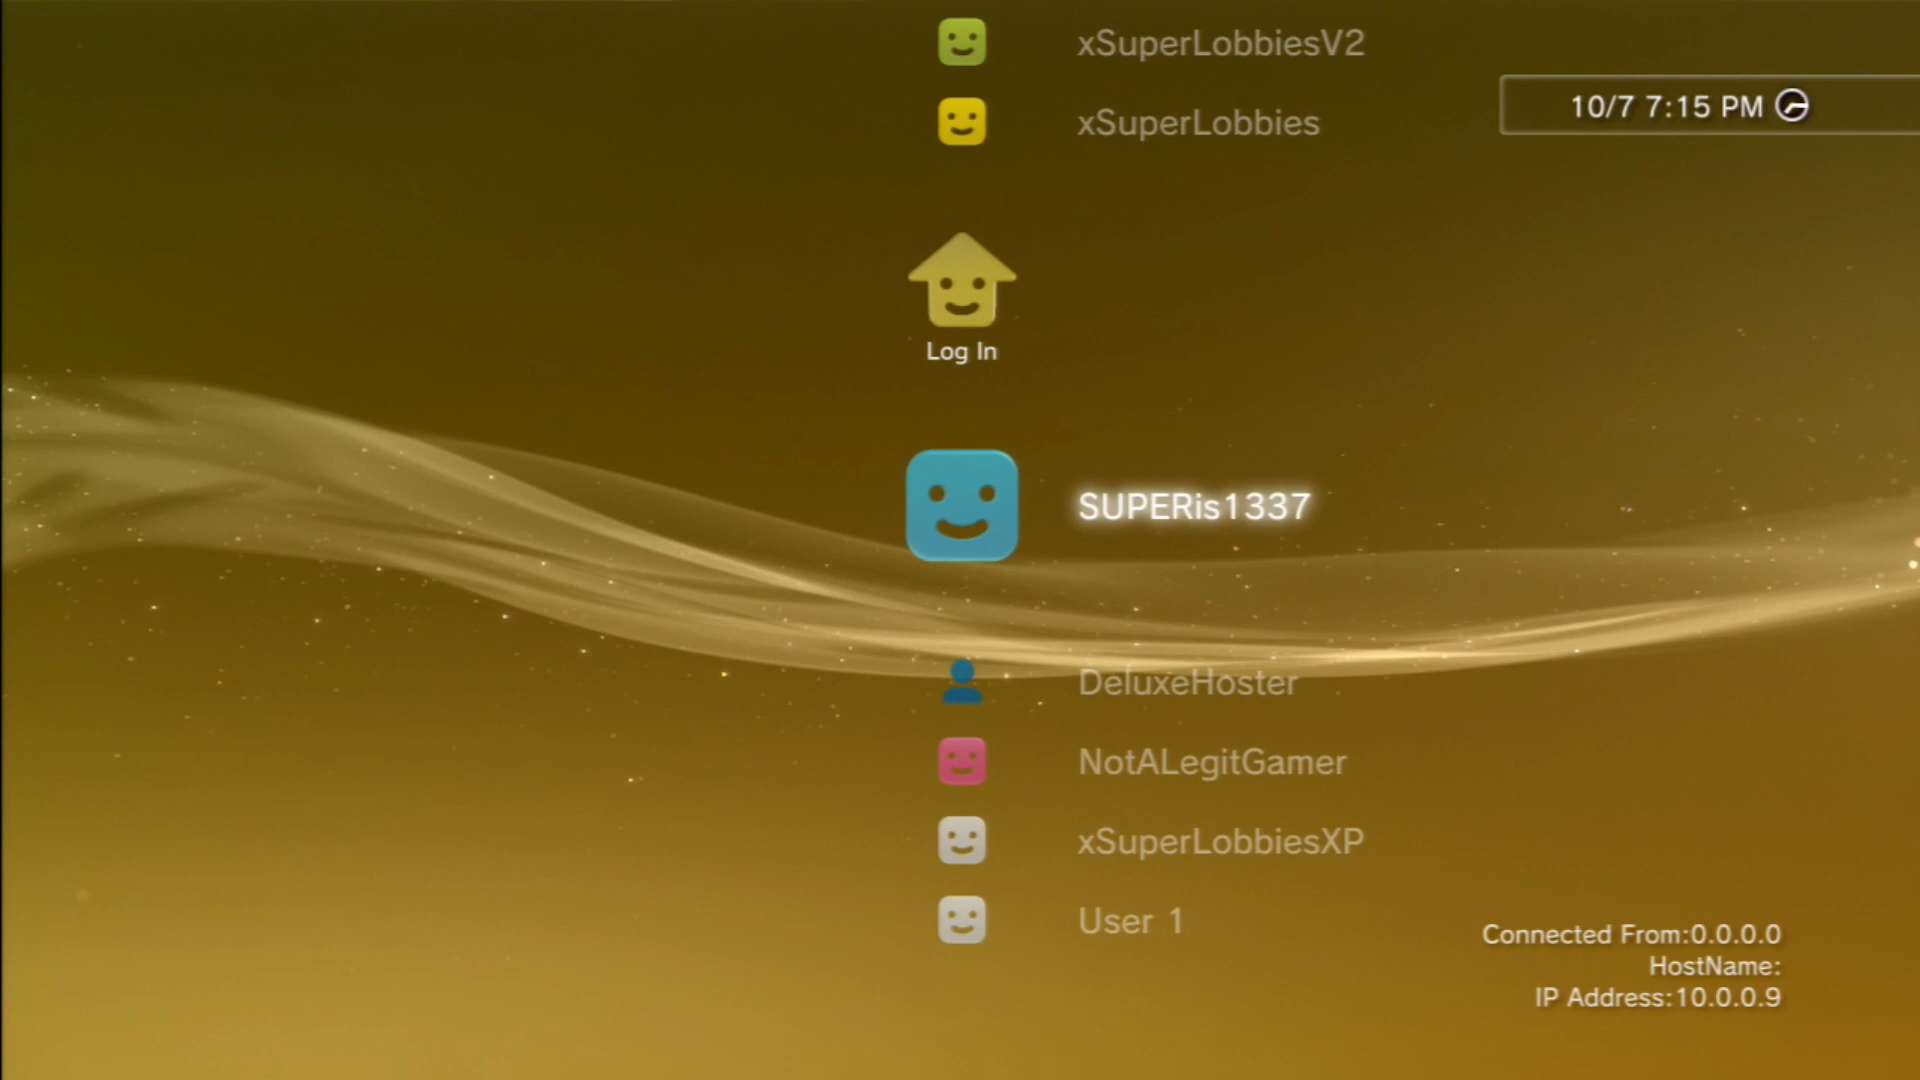 xSuperLobbiesV2
xSuperLobbies
10/7 7:15 PM
Log In
SUPERis1337
DeluxeHoster
NotALegitGamer
xSuperLobbiesXP
User 1
Connected From:0.0.0.0
HostName:
IP Address:10.0.0.9